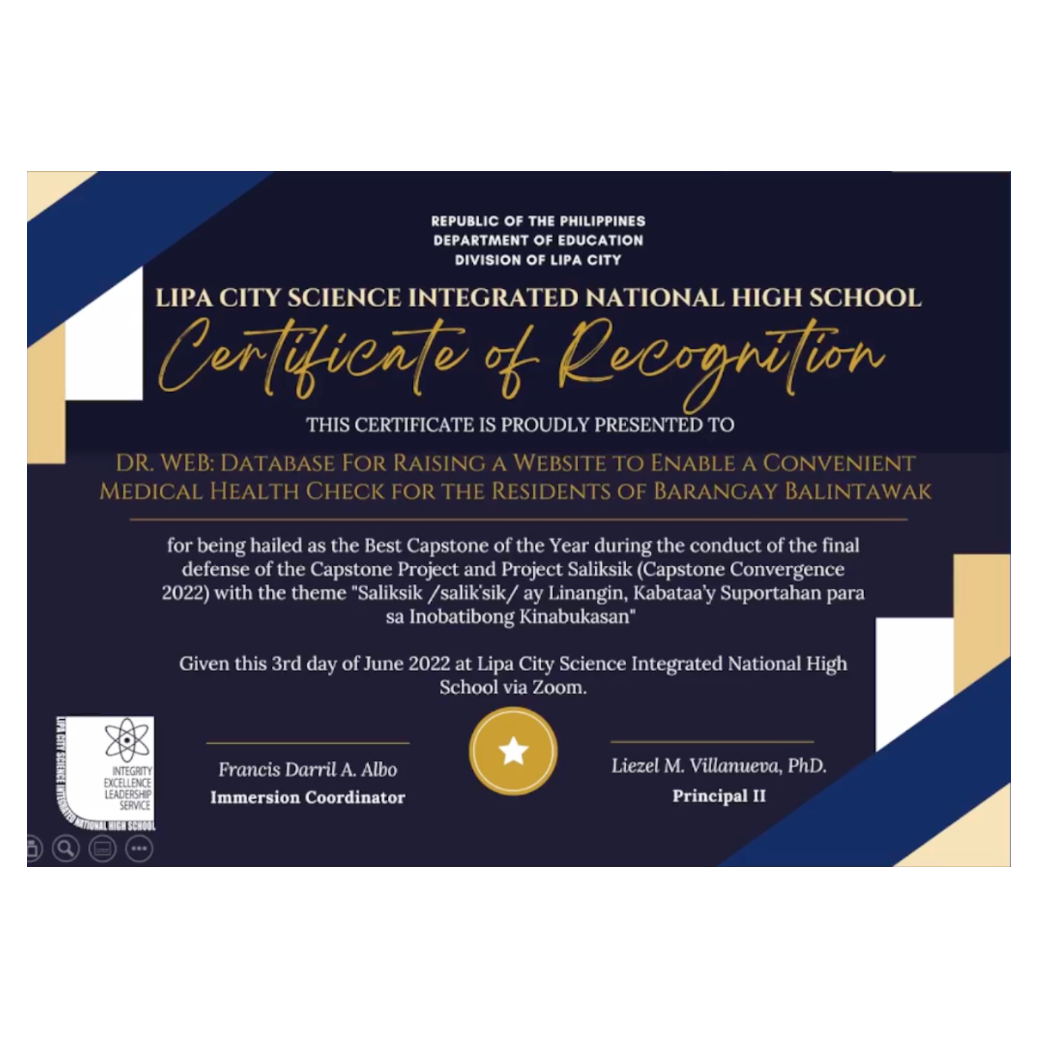 REPUBLIC OF THE PHILIPPINES
DEPARTMENT OF EDUCATION
DIVISION OF LIPA CITY
LIPA CITY SCIENCE INTEGRATED NATIONAL HIGH SCHOOL
Certificate of Recognition
THIS CERTIFICATE IS PROUDLY PRESENTED TO
DR. WEB: DATABASE FOR RAISING A WEBSITE TO ENABLE A CONVENIENT
MEDICAL HEALTH CHECK FOR THE RESIDENTS OF BARANGAY BALINTAWAK
for being hailed as the Best Capstone of the Year during the conduct of the final
defense of the Capstone Project and Project Saliksik (Capstone Convergence
2022) with the theme "Saliksik /salik'sik/ ay Linangin, Kabataa'y Suportahan para
sa Inobatibong Kinabukasan"
Given this 3rd day of June 2022 at Lipa City Science Integrated National High
School via Zoom.
LIPA CITY SCIENCE INTEGRATED NATIONAL HIGH SCHOOL
INTEGRITY
EXCELLENCE
LEADERSHIP
SERVICE
Francis Darril A. Albo
Immersion Coordinator
Liezel M. Villanueva, PhD.
Principal II